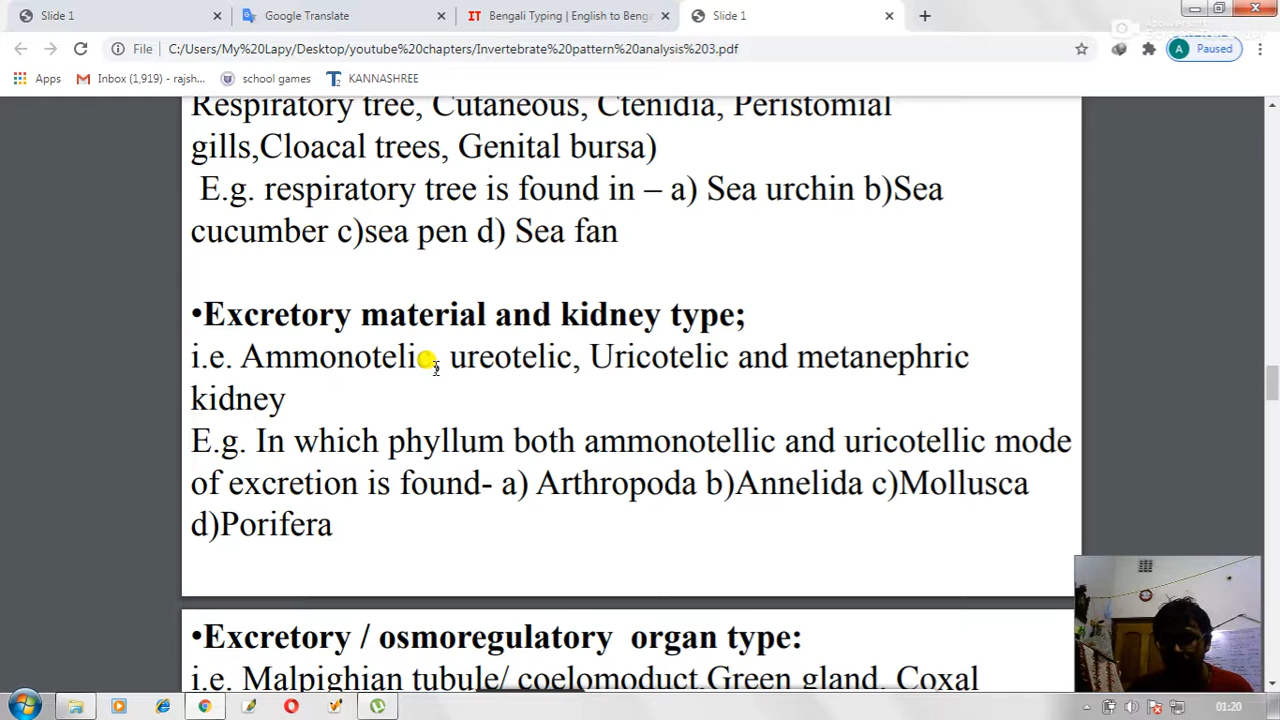 Slide 1
Google Translate
Bengali Typing | English to Beng
Slide 1
File
C:/Users/My%20Lapy/Desktop/youtube%20chapters/Invertebrate%20pattern%20analysis%203.pdf
A Paused
Apps
Inbox (1,919) - rajsh...
school games
KANNASHREE
Respiratory tree, Cutaneous, Ctenidia, Peristomial
gills,Cloacal trees, Genital bursa)
E.g. respiratory tree is found in – a) Sea urchin b)Sea
cucumber c)sea pen d) Sea fan
•Excretory material and kidney type;
i.e. Ammonotelic, ureotelic, Uricotelic and metanephric
kidney
E.g. In which phyllum both ammonotellic and uricotellic mode
of excretion is found- a) Arthropoda b)Annelida c)Mollusca
d)Porifera
•Excretory / osmoregulatory organ type:
i.e. Malpighian tubule/ coelomoduct,Green gland, Coxal
01:20